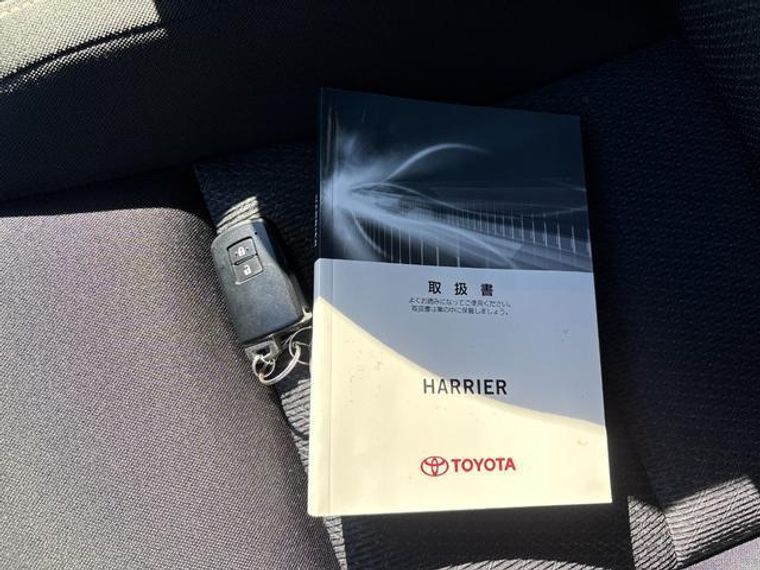 取扱書
よくお読みになってご使用ください。
取扱書は車の中に保管しましょう。
HARRIER
TOYOTA